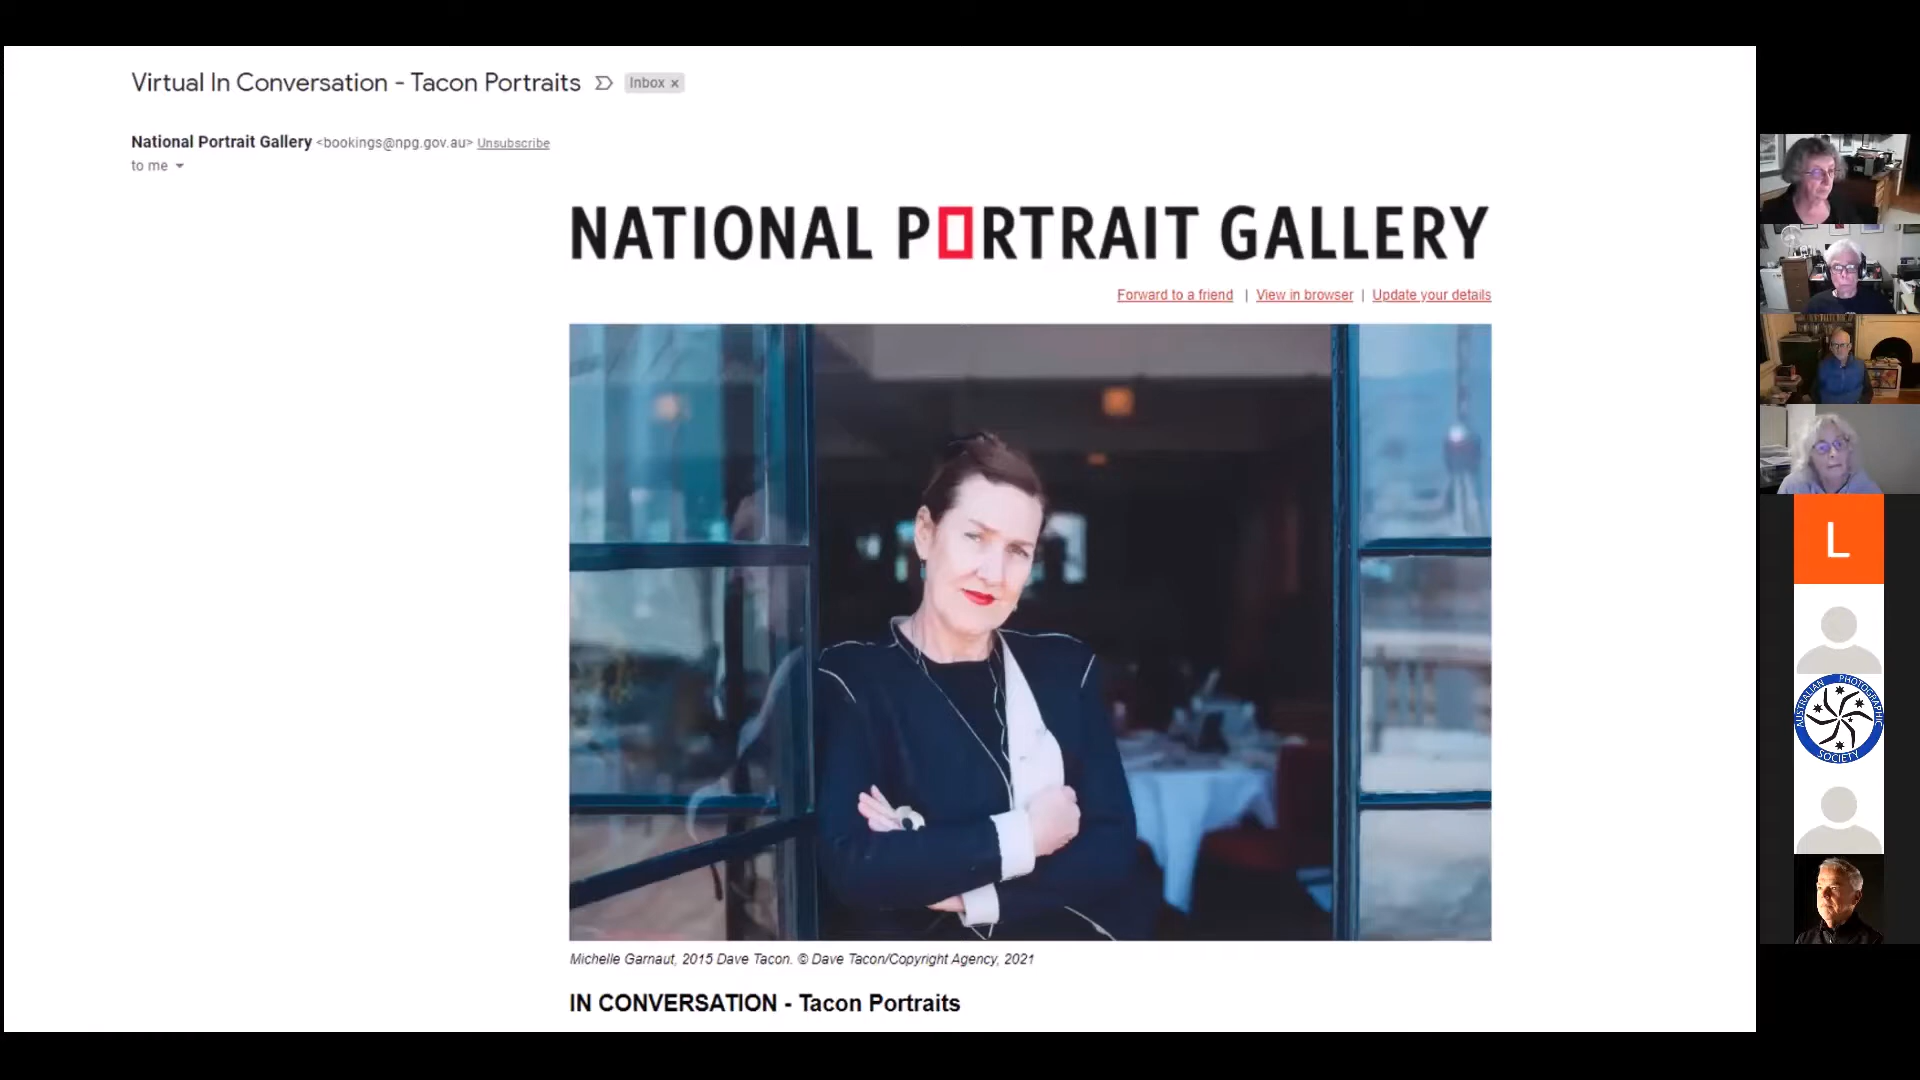 Virtual In Conversation - Tacon Portraits
Inbox x
National Portrait Gallery <bookings@npg.gov.au> Unsubscribe
to me
NATIONAL PORTRAIT GALLERY
Forward to a friend | View in browser | Update your details
Michelle Garnaut, 2015 Dave Tacon. © Dave Tacon/Copyright Agency, 2021
IN CONVERSATION - Tacon Portraits
L
AUSTRALIAN PHOTOGRAPHIC SOCIETY